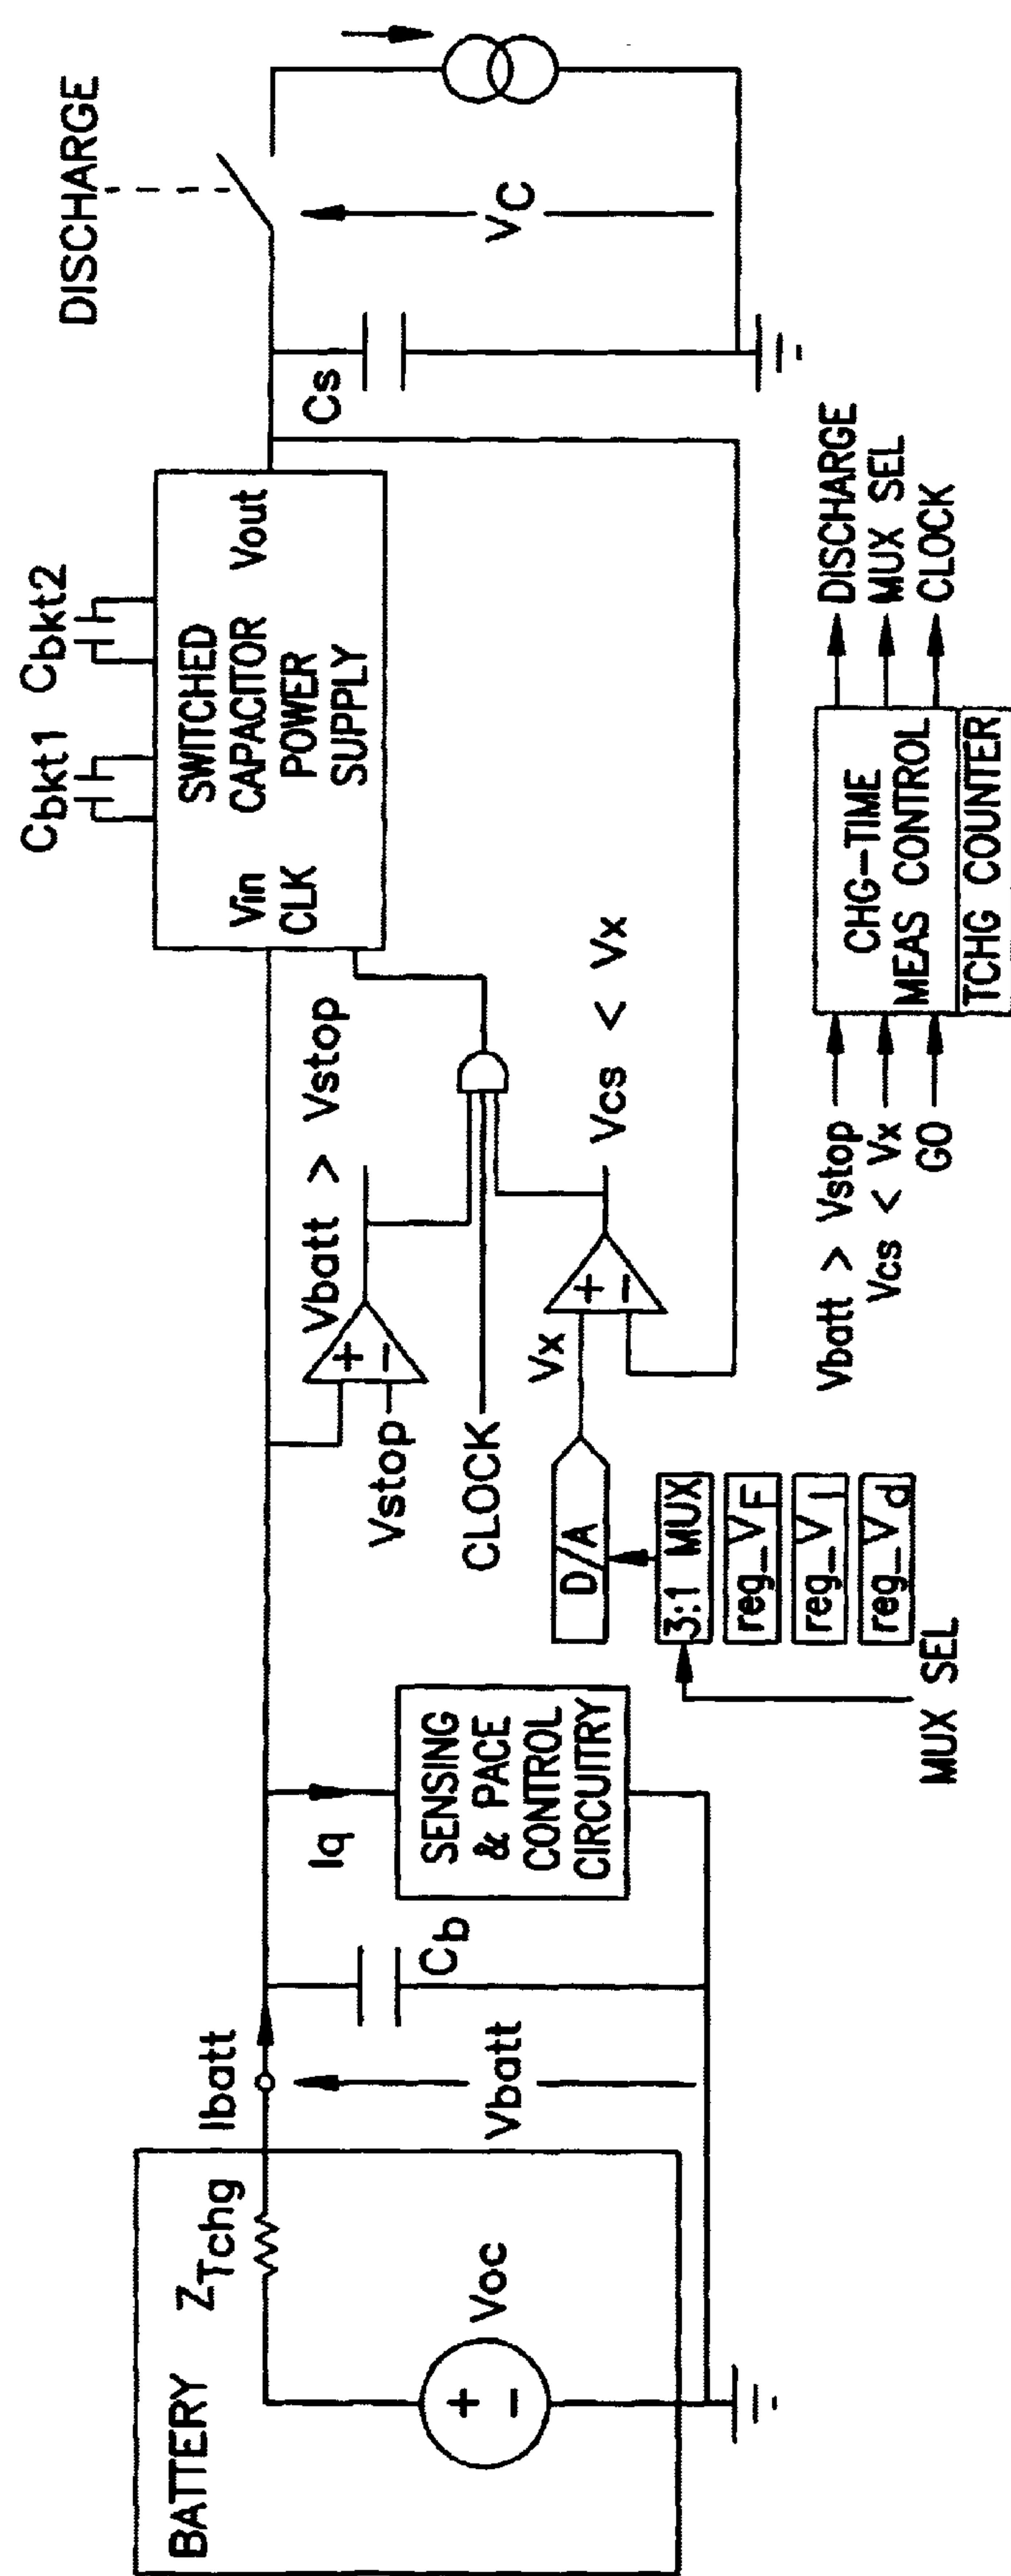 BATTERY
ZTchg
Voc
Ibatt
Vbatt
Cb
Iq
SENSING
& PACE
CONTROL
CIRCUITRY
Vbatt > Vstop
+
−
Vstop
CLOCK
D/A
Vx
+
−
Vcs < Vx
3:1 MUX
reg_VF
reg_VI
reg_Vd
MUX SEL
Cbkt1
Cbkt2
Vin
CLK
SWITCHED
CAPACITOR
POWER
SUPPLY
Vout
Cs
DISCHARGE
VC
+
−
Vbatt > Vstop
Vcs < Vx
GO
CHG-TIME
MEAS CONTROL
TCHG COUNTER
DISCHARGE
MUX SEL
CLOCK